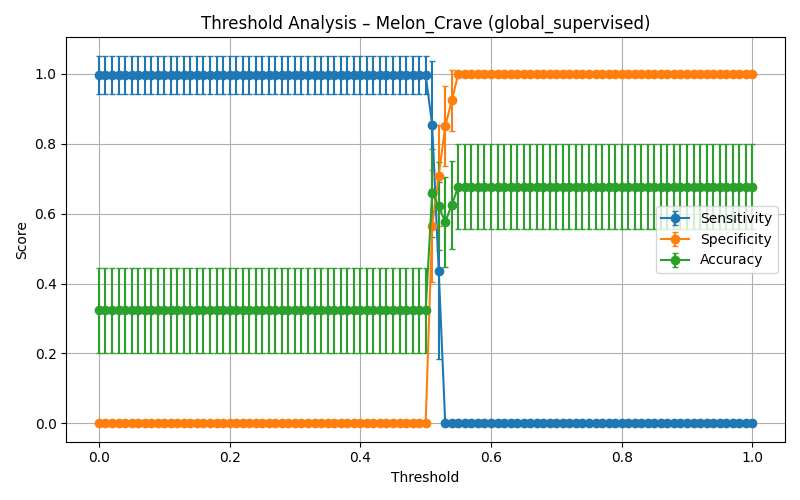 Threshold Analysis – Melon_Crave (global_supervised)
1.0
0.8
0.6
0.4
0.2
0.0
Score
0.0 0.2 0.4 0.6 0.8 1.0
Threshold
Sensitivity
Specificity
Accuracy